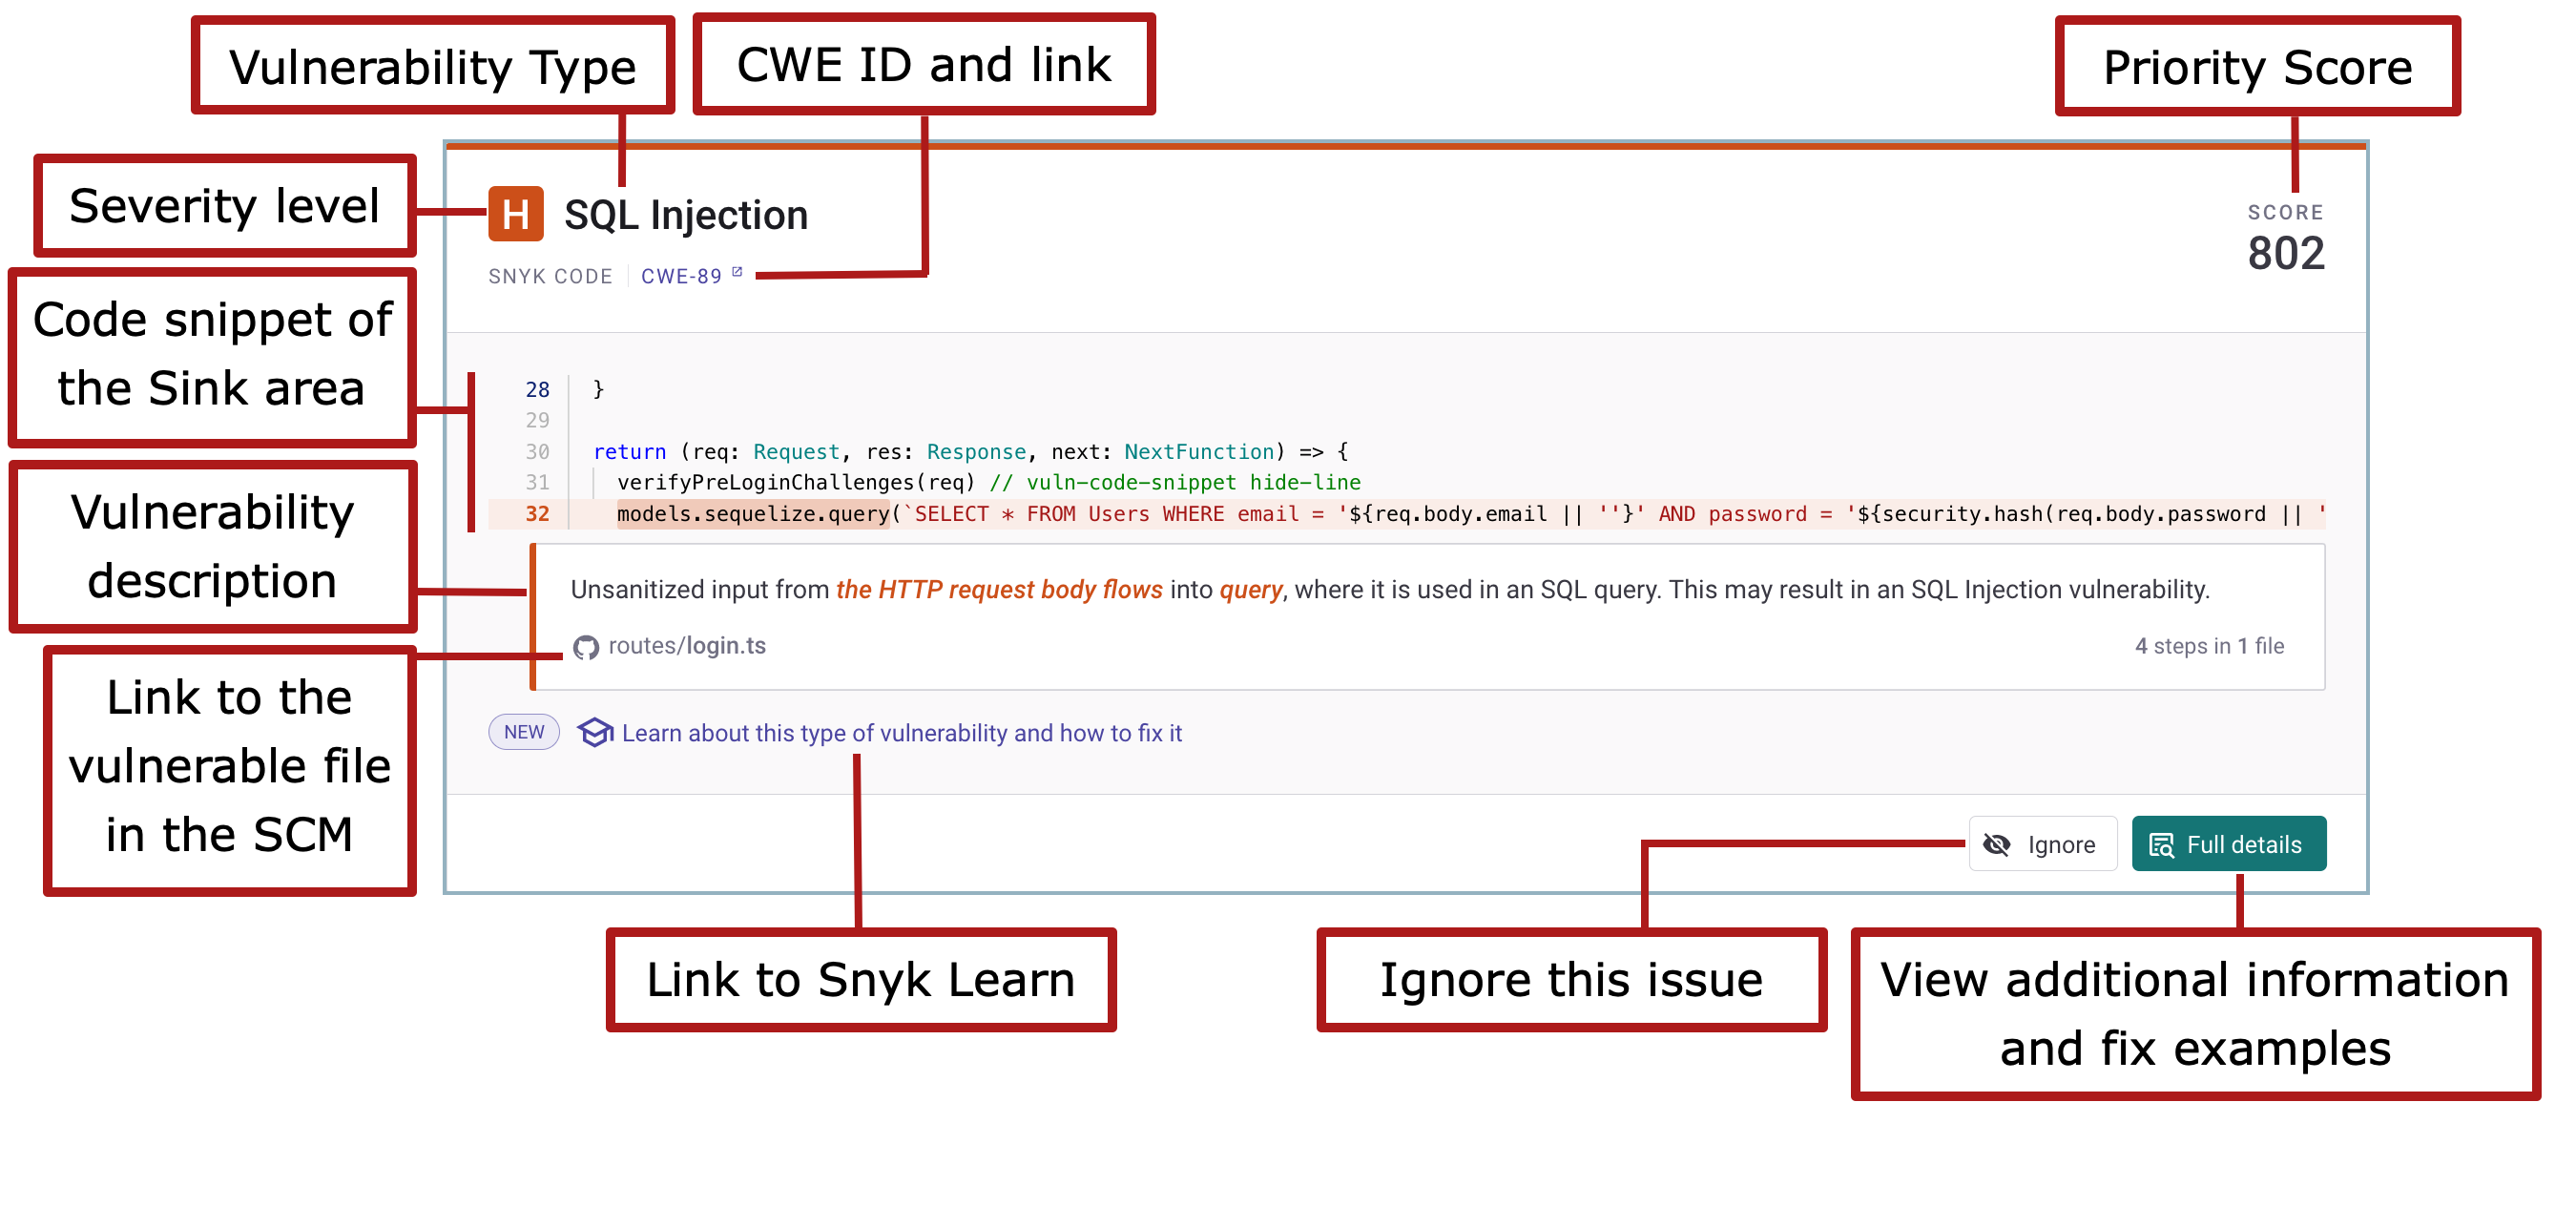 Vulnerability Type
CWE ID and link
Priority Score
Severity level
H SQL Injection
SCORE
802
SNYK CODE CWE-89
Code snippet of
the Sink area
28 }
29
30 return (req: Request, res: Response, next: NextFunction) => {
31 verifyPreLoginChallenges(req) // vuln-code-snippet hide-line
32 models.sequelize.query(`SELECT * FROM Users WHERE email = '${req.body.email || ''}' AND password = '${security.hash(req.body.password || '
Vulnerability
description
Unsanitized input from the HTTP request body flows into query, where it is used in an SQL query. This may result in an SQL Injection vulnerability.
routes/login.ts
4 steps in 1 file
Link to the
vulnerable file
in the SCM
NEW Learn about this type of vulnerability and how to fix it
Ignore
Full details
Link to Snyk Learn
Ignore this issue
View additional information
and fix examples